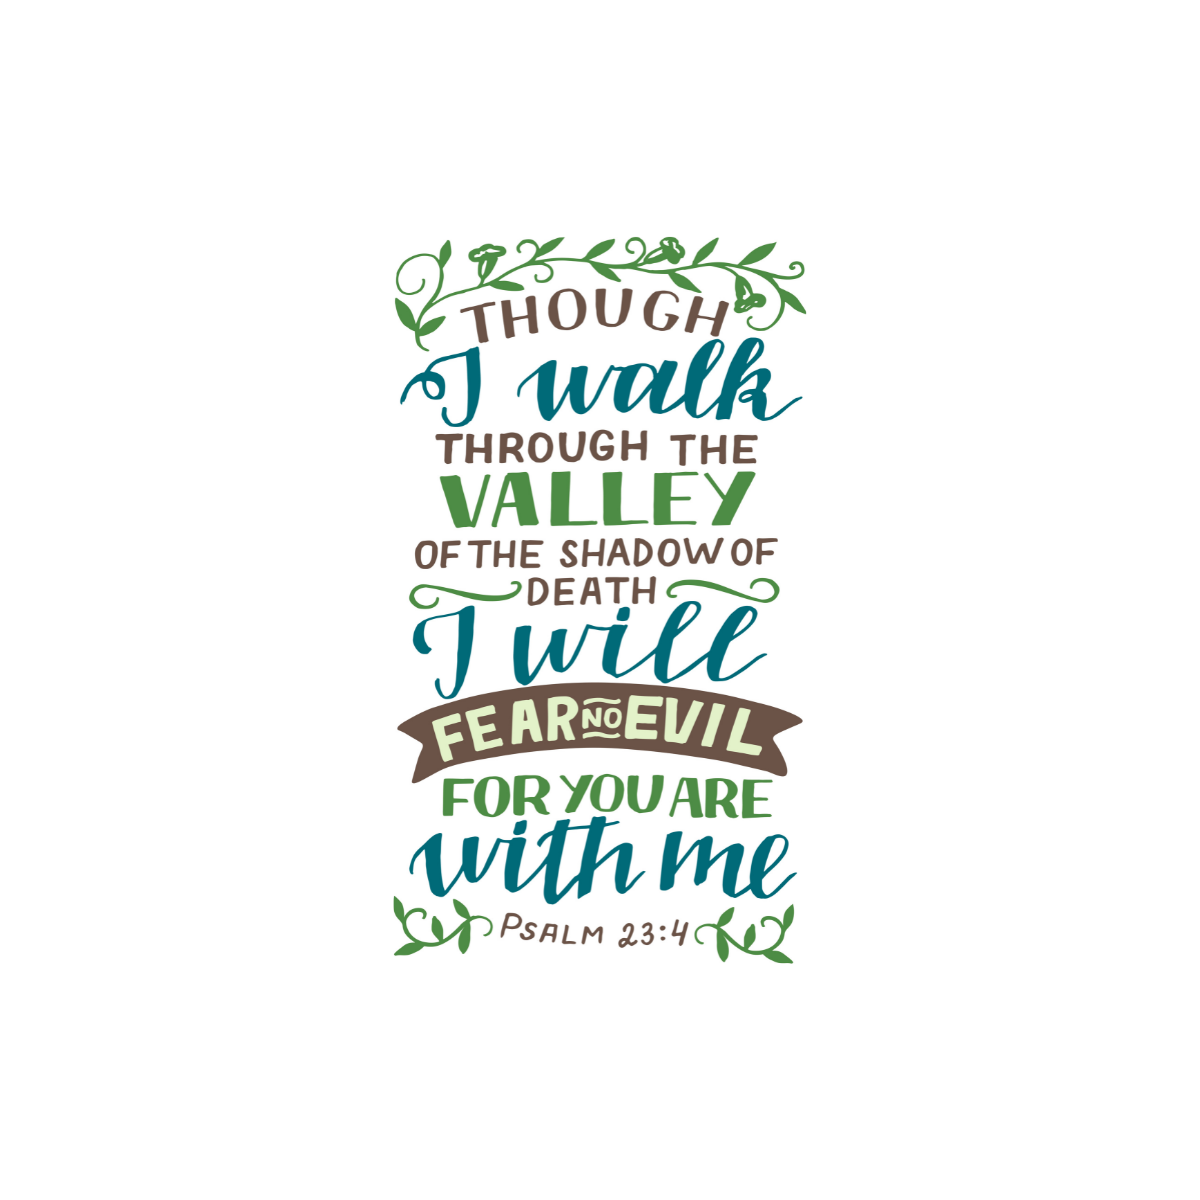 THOUGH
I walk
THROUGH THE
VALLEY
OF THE SHADOW OF
DEATH
I will
FEAR NO EVIL
FOR YOU ARE
with me
PSALM 23:4